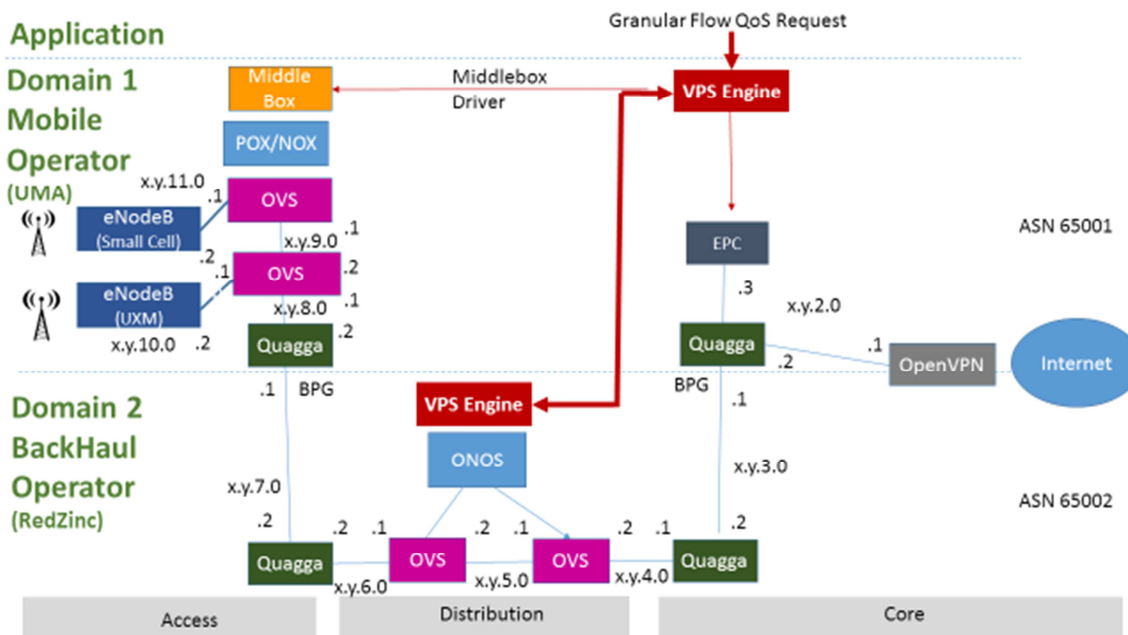 Granular Flow QoS Request
Application
Domain 1
Mobile
Operator
(UMA)
Middle
Box
Middlebox
Driver
VPS Engine
POX/NOX
x.y.11.0
.1
OVS
eNodeB
(Small Cell)
.1
ASN 65001
x.y.9.0
EPC
.2
.1
OVS
.2
eNodeB
(UXM)
x.y.8.0
.1
.3
x.y.2.0
x.y.10.0
.2
Quagga
.2
Quagga
.2
.1
OpenVPN
Internet
.1
BPG
BPG
.1
Domain 2
BackHaul
Operator
(RedZinc)
VPS Engine
ONOS
x.y.3.0
x.y.7.0
ASN 65002
.2
.2
.1
.2
.1
.2
.1
.2
Quagga
OVS
OVS
Quagga
x.y.6.0
x.y.5.0
x.y.4.0
Access
Distribution
Core